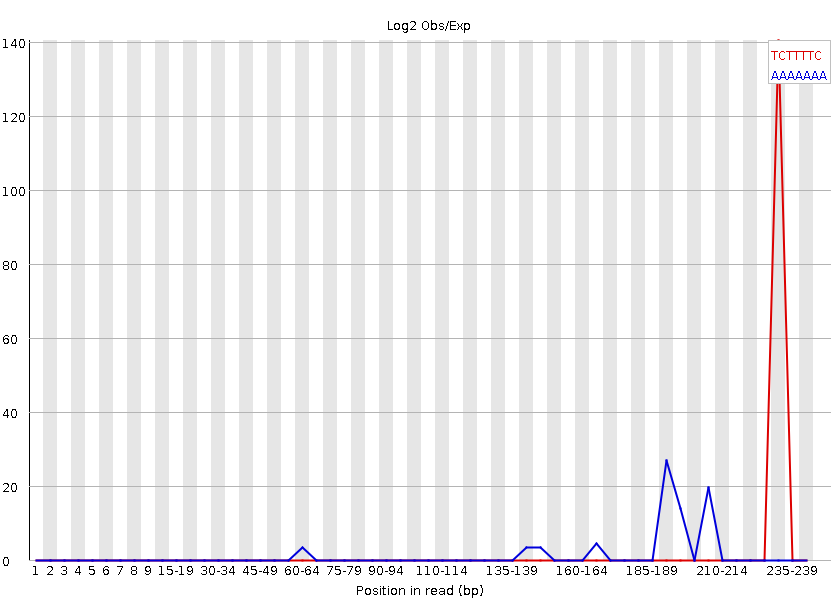 Log2 Obs/Exp
140
TCTTTTC
AAAAAAA
120
100
80
60
40
20
0
1 2 3 4 5 6 7 8 9 15-19 30-34 45-49 60-64 75-79 90-94 110-114 135-139 160-164 185-189 210-214 235-239
Position in read (bp)